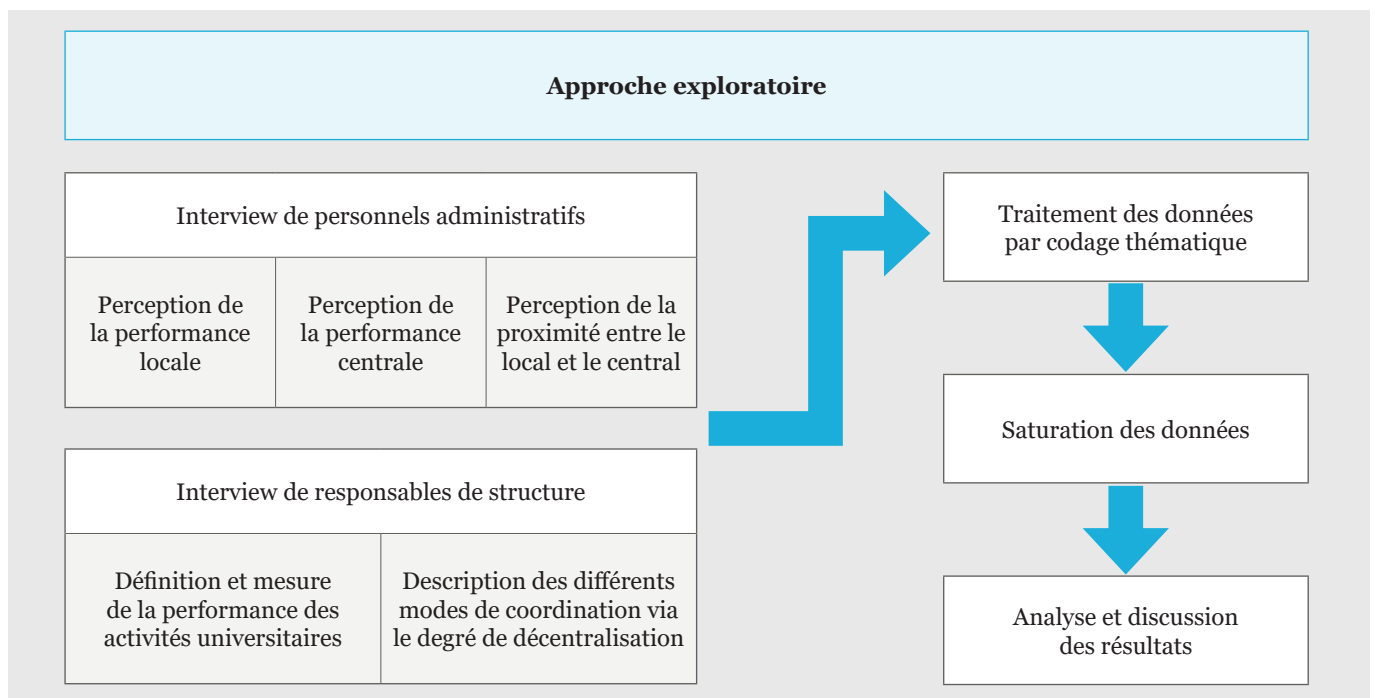 Approche exploratoire
Interview de personnels administratifs
Perception de
la performance
locale
Perception de
la performance
centrale
Perception de la
proximité entre le
local et le central
Interview de responsables de structure
Définition et mesure
de la performance des
activités universitaires
Description des différents
modes de coordination via
le degré de décentralisation
Traitement des données
par codage thématique
Saturation des données
Analyse et discussion
des résultats